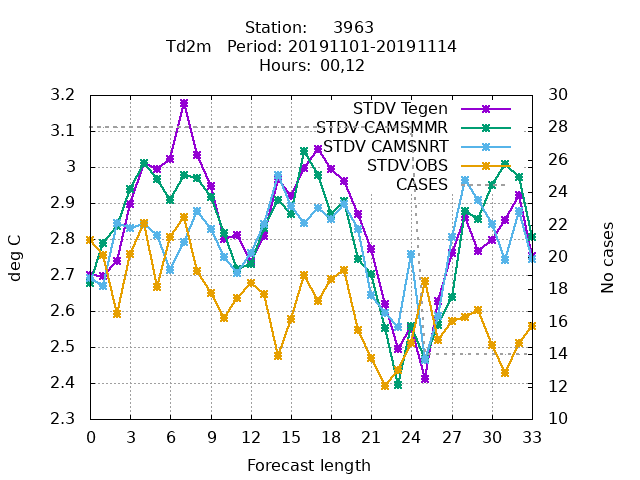 Station:     3963
Td2m   Period: 20191101-20191114
Hours: 00,12
3.2
3.1
3
2.9
2.8
2.7
2.6
2.5
2.4
2.3
deg C
STDV Tegen
STDV CAMSMMR
STDV CAMSNRT
STDV OBS
CASES
30
28
26
24
22
20
18
16
14
12
10
No cases
0 3 6 9 12 15 18 21 24 27 30 33
Forecast length